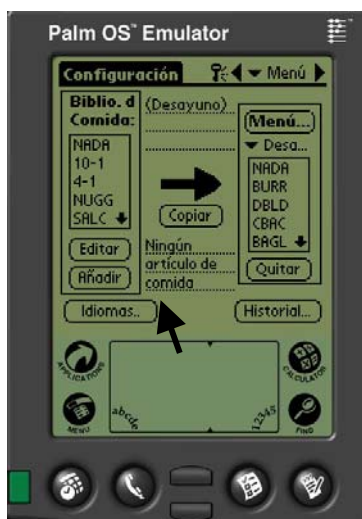 Palm OS™ Emulator
Configuración ▼ Menú
Biblio. d
Comida:
NADA
10-1
4-1
NUGG
SALC
Editar
Añadir
(Desayuno)
Copiar
Ningún
artículo de
comida
Menú...
▼ Desa...
NADA
BURR
DBLD
CBAC
BAGL
Quitar
Idiomas..
Historial...
APPLICATIONS
MENU
abcde
12345
CALCULATOR
FIND